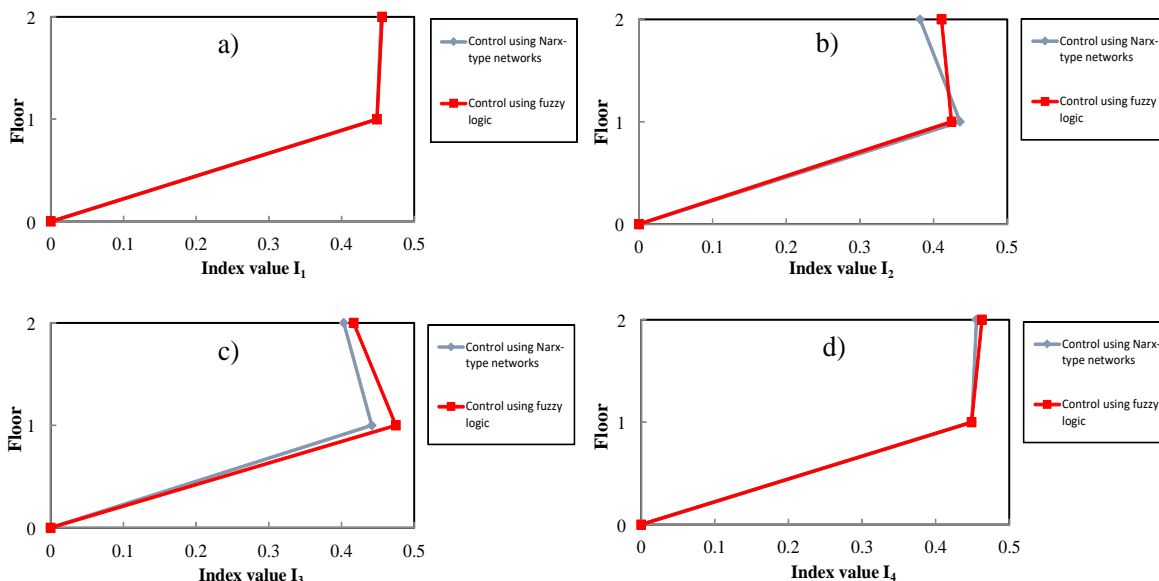 a)
2
1
0
Floor
0 0.1 0.2 0.3 0.4 0.5
Index value I1
Control using Narx-
type networks
Control using fuzzy
logic
b)
2
1
0
Floor
0 0.1 0.2 0.3 0.4 0.5
Index value I2
Control using Narx-
type networks
Control using fuzzy
logic
c)
2
1
0
Floor
0 0.1 0.2 0.3 0.4 0.5
Index value I3
Control using Narx-
type networks
Control using fuzzy
logic
d)
2
1
0
Floor
0 0.1 0.2 0.3 0.4 0.5
Index value I4
Control using Narx-
type networks
Control using fuzzy
logic